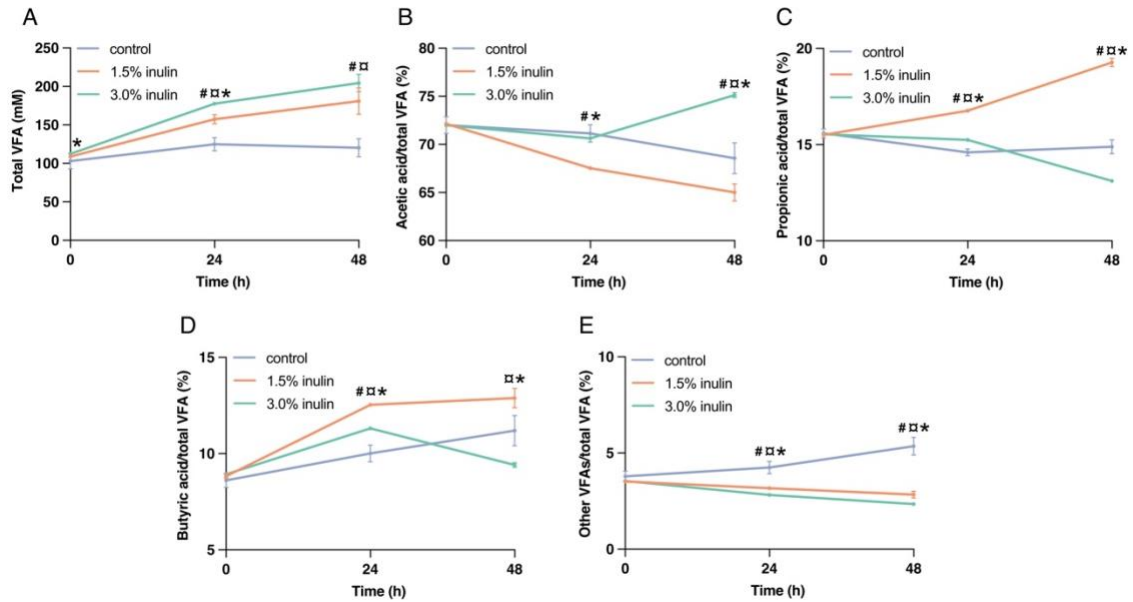 A
Total VFA (mM)
250
200
150
100
50
0
control
1.5% inulin
3.0% inulin
*
#¤*
#¤
0
24
48
Time (h)
B
Acetic acid/total VFA (%)
80
75
70
65
60
control
1.5% inulin
3.0% inulin
#*
#¤*
0
24
48
Time (h)
C
Propionic acid/total VFA (%)
20
15
10
control
1.5% inulin
3.0% inulin
#¤*
#¤*
0
24
48
Time (h)
D
Butyric acid/total VFA (%)
15
10
5
control
1.5% inulin
3.0% inulin
#¤*
¤*
0
24
48
Time (h)
E
Other VFAs/total VFA (%)
10
5
0
control
1.5% inulin
3.0% inulin
#¤*
#¤*
0
24
48
Time (h)